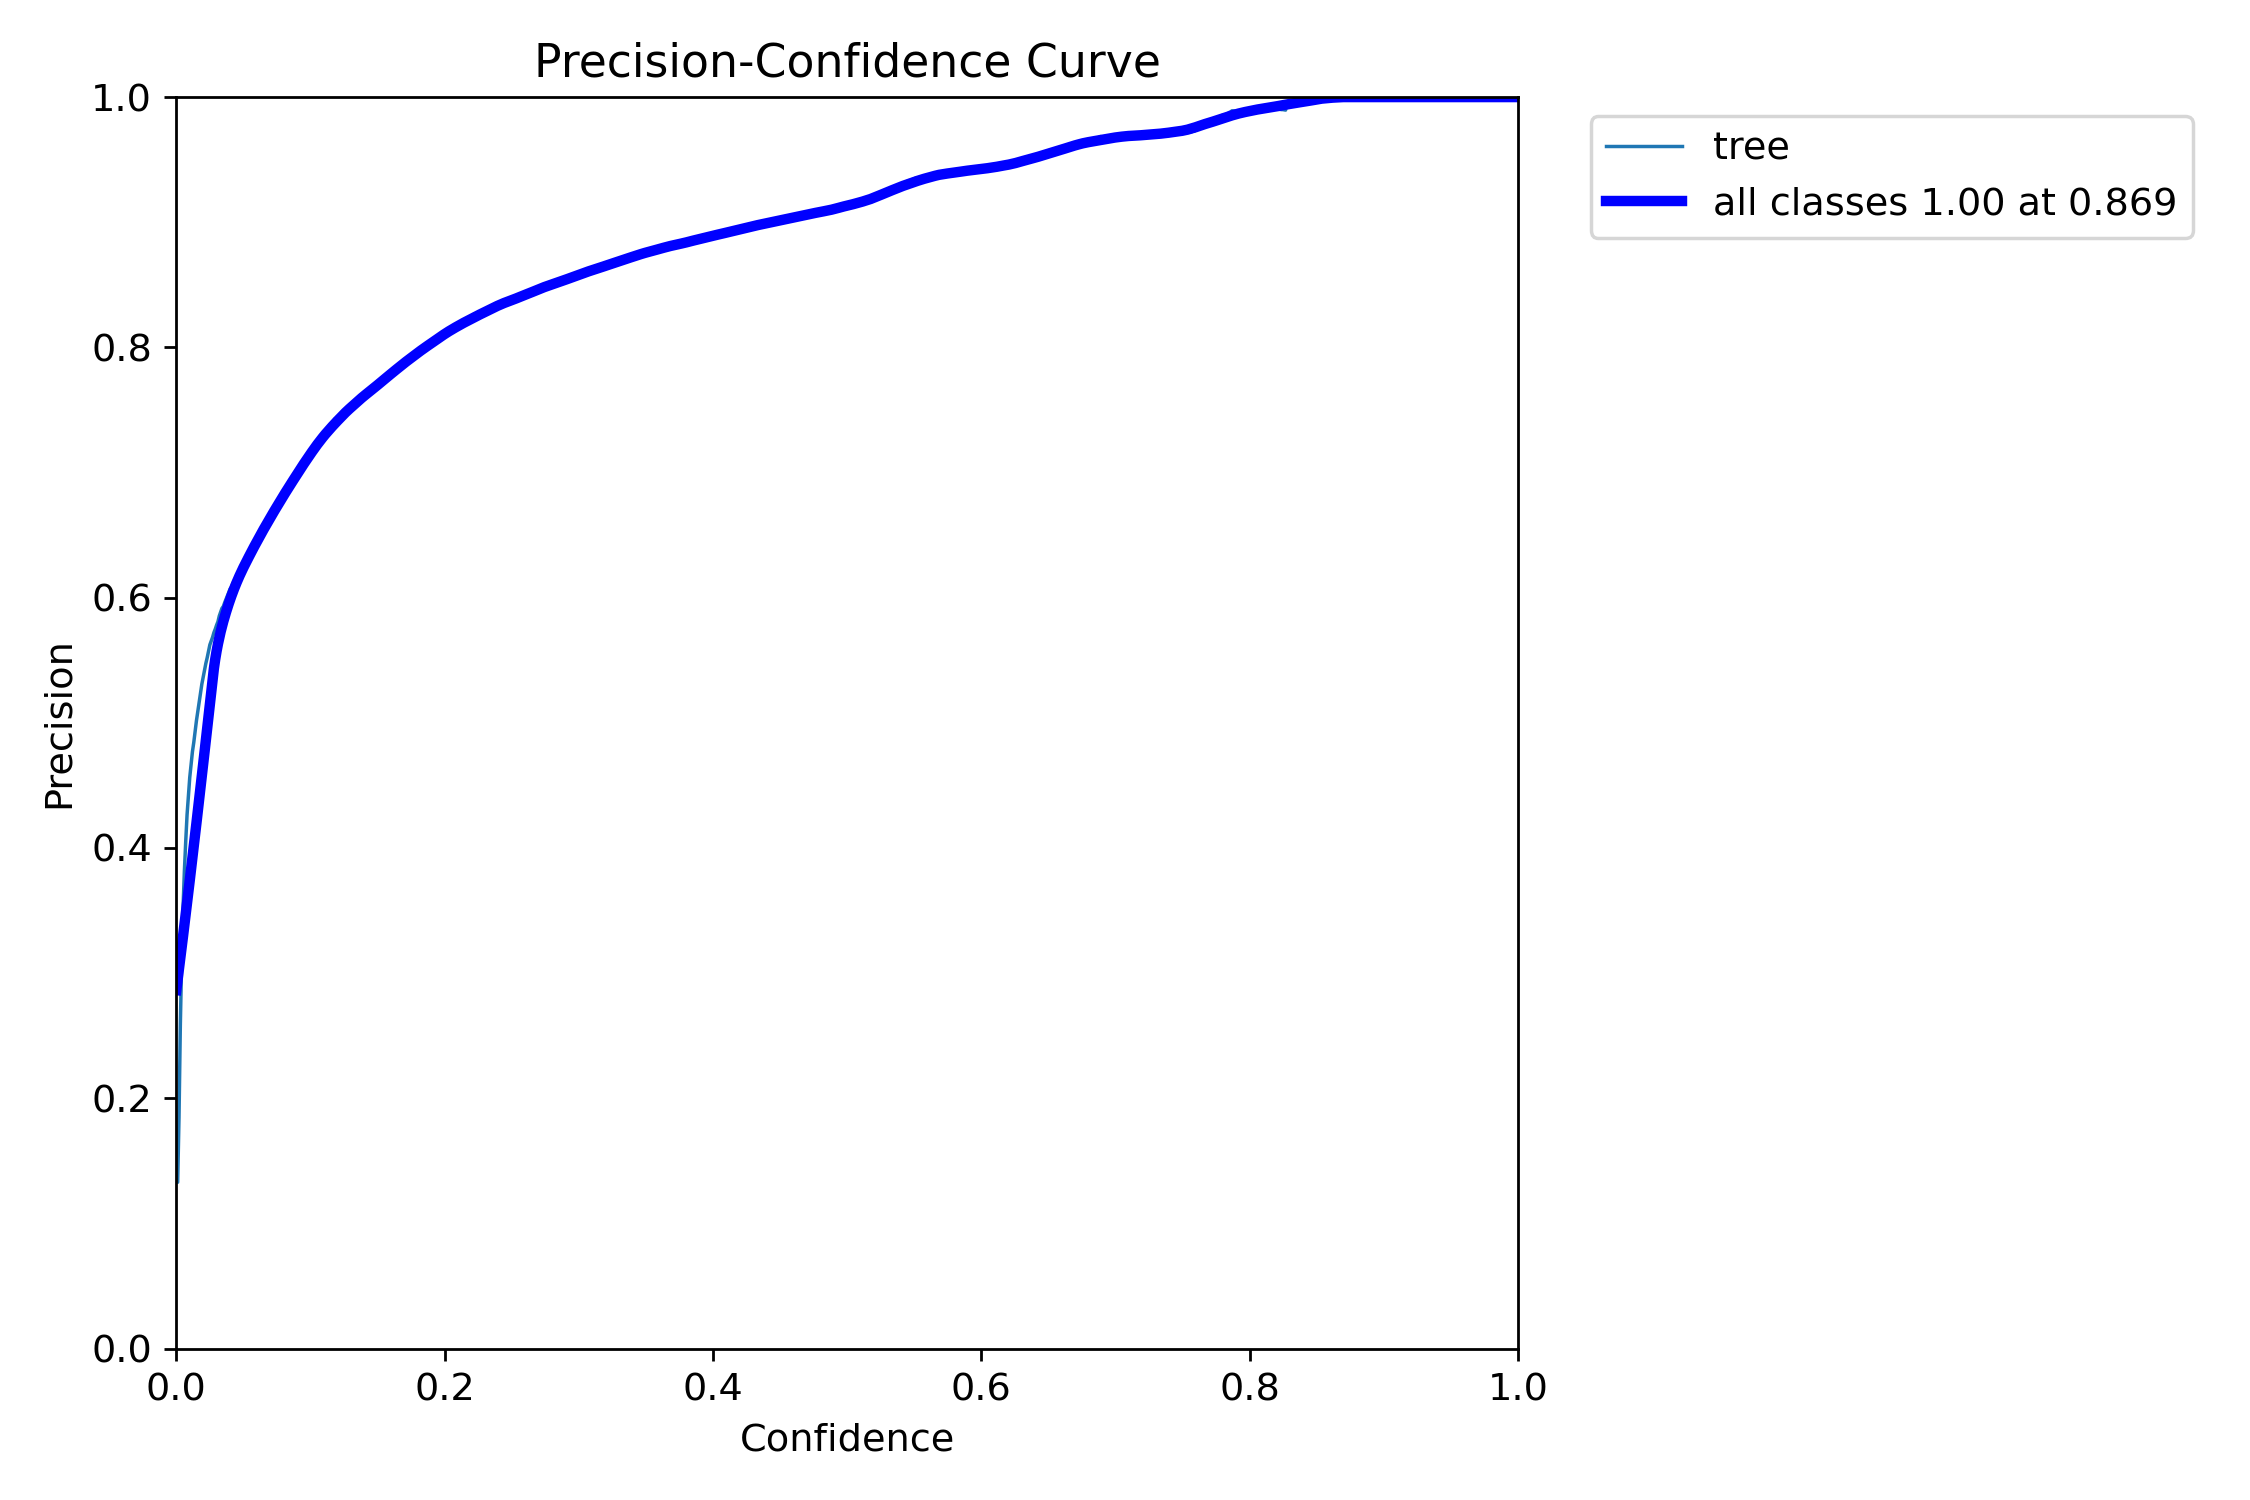 Precision-Confidence Curve
1.0
0.8
0.6
0.4
0.2
0.0
Precision
0.0 0.2 0.4 0.6 0.8 1.0
Confidence
tree
all classes 1.00 at 0.869